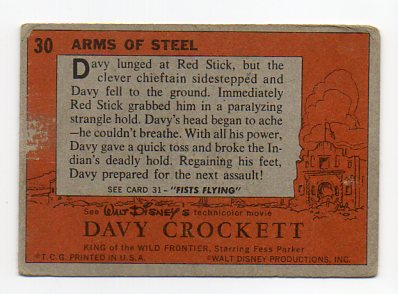 30 ARMS OF STEEL
Davy lunged at Red Stick, but the
clever chieftain sidestepped and
Davy fell to the ground. Immediately
Red Stick grabbed him in a paralyzing
strangle hold. Davy's head began to ache
—he couldn't breathe. With all his power,
Davy gave a quick toss and broke the In-
dian's deadly hold. Regaining his feet,
Davy prepared for the next assault!
SEE CARD 31- "FISTS FLYING"
See WALT DISNEY'S technicolor movie
DAVY CROCKETT
KING of the WILD FRONTIER, Starring Fess Parker
©T.C.G. PRINTED IN U.S.A. ©WALT DISNEY PRODUCTIONS, INC.